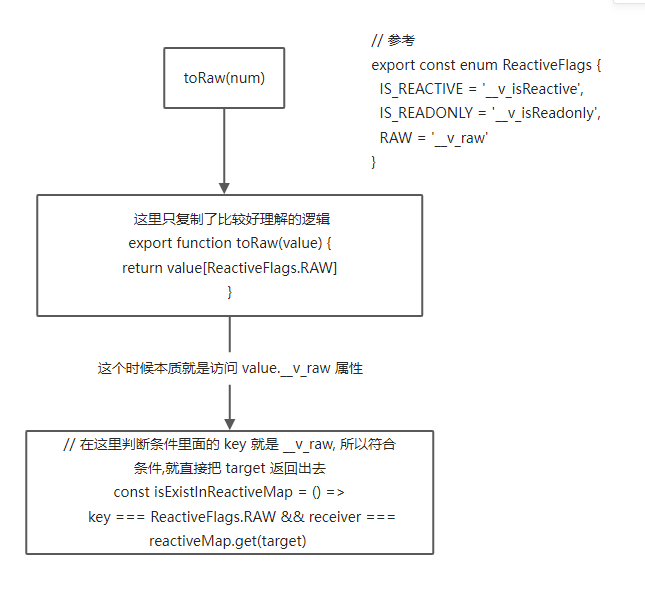 toRaw(num)
// 参考
export const enum ReactiveFlags {
IS_REACTIVE = '__v_isReactive',
IS_READONLY = '__v_isReadonly',
RAW = '__v_raw'
}
这里只复制了比较好理解的逻辑
export function toRaw(value) {
return value[ReactiveFlags.RAW]
}
这个时候本质就是访问 value.__v_raw 属性
// 在这里判断条件里面的 key 就是 __v_raw, 所以符合
条件,就直接把 target 返回出去
const isExistInReactiveMap = () =>
key === ReactiveFlags.RAW && receiver ===
reactiveMap.get(target)